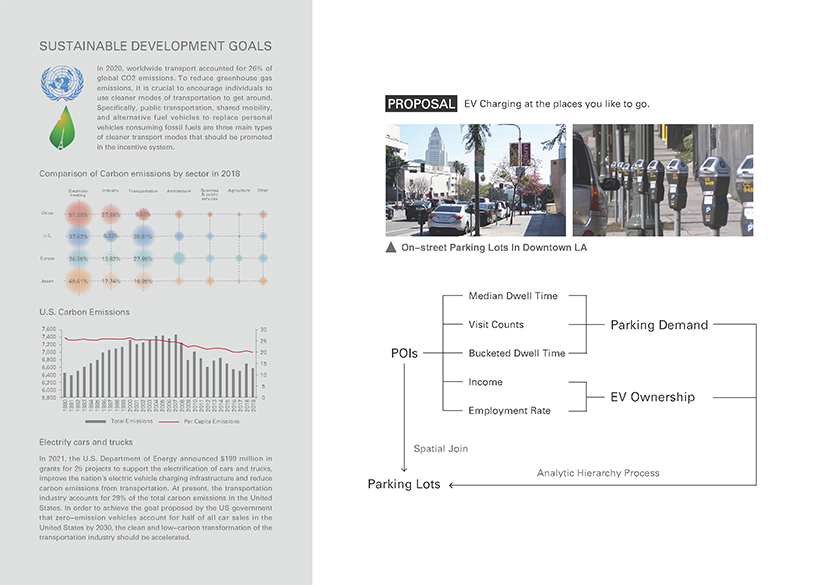 SUSTAINABLE DEVELOPMENT GOALS
In 2020, worldwide transport accounted for 26% of
global CO2 emissions. To reduce greenhouse gas
emissions, it is crucial to encourage individuals to
use cleaner modes of transportation to get around.
Specifically, public transportation, shared mobility,
and alternative fuel vehicles to replace personal
vehicles consuming fossil fuels are three main types
of cleaner transport modes that should be promoted
in the incentive system.
Comparison of Carbon emissions by sector in 2018
Electricity heating Industry Transportation Architecture Business & public services Agriculture Other
China 51.39% 27.93%
U.S. 37.63%
Europe 13.82% 27.95%
Japan 48.61% 17.74% 18.99%
U.S. Carbon Emissions
7,600 30
7,400
7,200 25
7,000 20
6,800
6,600 15
6,400 10
6,200
6,000 5
5,800 0
1990 1991 1992 1993 1994 1995 1996 1997 1998 1999 2000 2001 2002 2003 2004 2005 2006 2007 2008 2009 2010 2011 2012 2013 2014 2015 2016 2017 2018 2019
Total Emissions Per Capita Emissions
Electrify cars and trucks
In 2021, the U.S. Department of Energy announced $199 million in
grants for 25 projects to support the electrification of cars and trucks,
improve the nation's electric vehicle charging infrastructure and reduce
carbon emissions from transportation. At present, the transportation
industry accounts for 29% of the total carbon emissions in the United
States. In order to achieve the goal proposed by the US government
that zero-emission vehicles account for half of all car sales in the
United States by 2030, the clean and low-carbon transformation of the
transportation industry should be accelerated.
PROPOSAL EV Charging at the places you like to go.
On-street Parking Lots In Downtown LA
Median Dwell Time
Visit Counts
Parking Demand
POIs
Bucketed Dwell Time
Income
EV Ownership
Employment Rate
Spatial Join
Analytic Hierarchy Process
Parking Lots